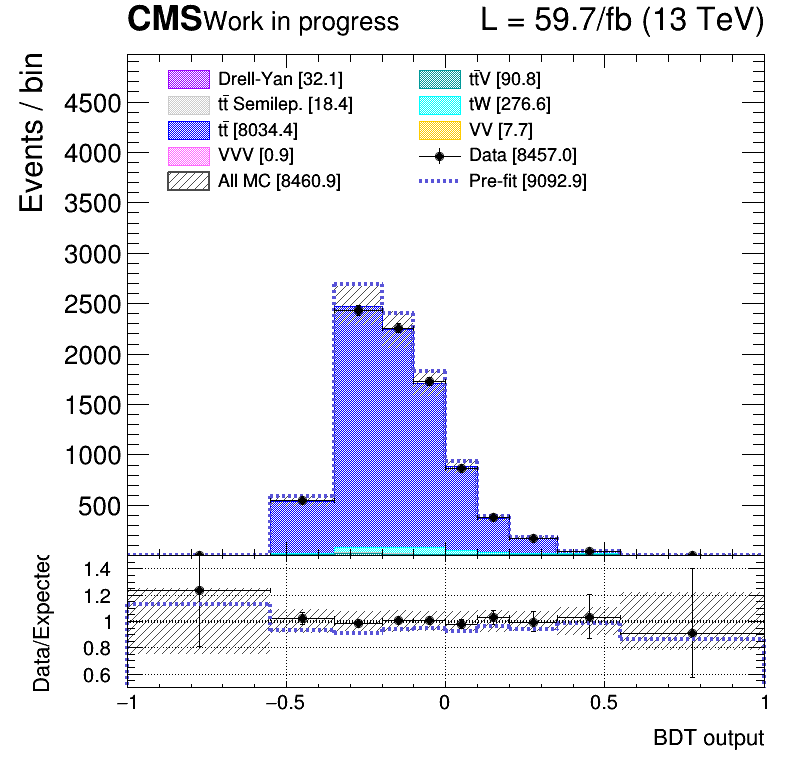 CMS Work in progress L = 59.7/fb (13 TeV)
Events / bin
Drell-Yan [32.1] tt̄V [90.8]
tt̄ Semilep. [18.4] tW [276.6]
tt̄ [8034.4] VV [7.7]
VVV [0.9] Data [8457.0]
All MC [8460.9] Pre-fit [9092.9]
4500
4000
3500
3000
2500
2000
1500
1000
500
Data/Expected
1.4
1.2
1
0.8
0.6
−1 −0.5 0 0.5 1
BDT output